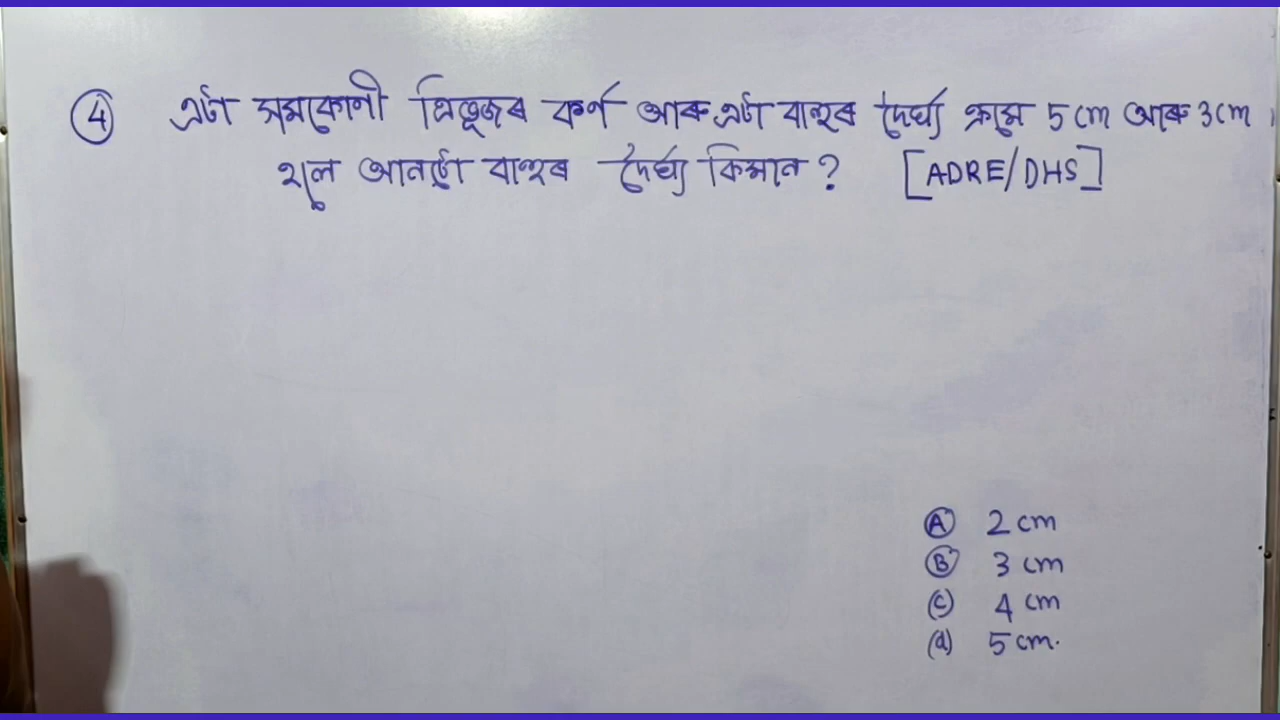 ④ এটা সমকোণী ত্ৰিভূজৰ কৰ্ণ আৰু এটা বাহুৰ দৈৰ্ঘ্য ক্ৰমে 5 cm আৰু 3 cm
হলে আনটো বাহুৰ দৈৰ্ঘ্য কিমান ? [ADRE/DHS]
Ⓐ 2 cm
Ⓑ 3 cm
(c) 4 cm
(d) 5 cm.